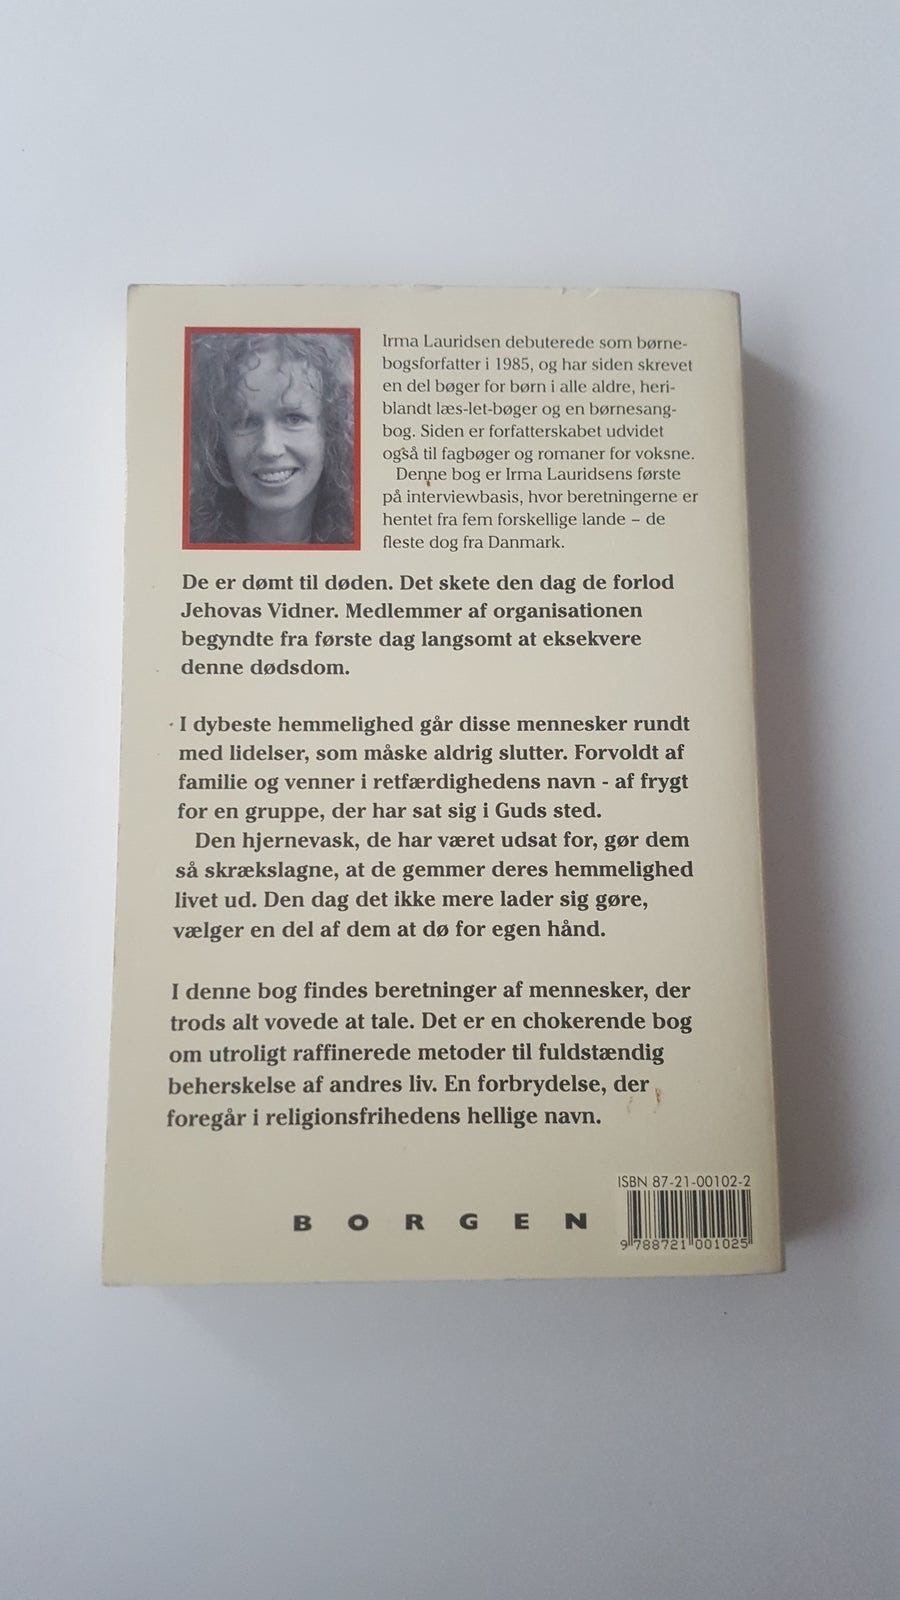 Irma Lauridsen debuterede som børne-
bogsforfatter i 1985, og har siden skrevet
en del bøger for børn i alle aldre, heri-
blandt læs-let-bøger og en børnesang-
bog. Siden er forfatterskabet udvidet
også til fagbøger og romaner for voksne.
Denne bog er Irma Lauridsens første
på interviewbasis, hvor beretningerne er
hentet fra fem forskellige lande – de
fleste dog fra Danmark.
De er dømt til døden. Det skete den dag de forlod
Jehovas Vidner. Medlemmer af organisationen
begyndte fra første dag langsomt at eksekvere
denne dødsdom.
I dybeste hemmelighed går disse mennesker rundt
med lidelser, som måske aldrig slutter. Forvoldt af
familie og venner i retfærdighedens navn - af frygt
for en gruppe, der har sat sig i Guds sted.
Den hjernevask, de har været udsat for, gør dem
så skrækslagne, at de gemmer deres hemmelighed
livet ud. Den dag det ikke mere lader sig gøre,
vælger en del af dem at dø for egen hånd.
I denne bog findes beretninger af mennesker, der
trods alt vovede at tale. Det er en chokerende bog
om utroligt raffinerede metoder til fuldstændig
beherskelse af andres liv. En forbrydelse, der
foregår i religionsfrihedens hellige navn.
ISBN 87-21-00102-2
BORGEN
9 788721 001025